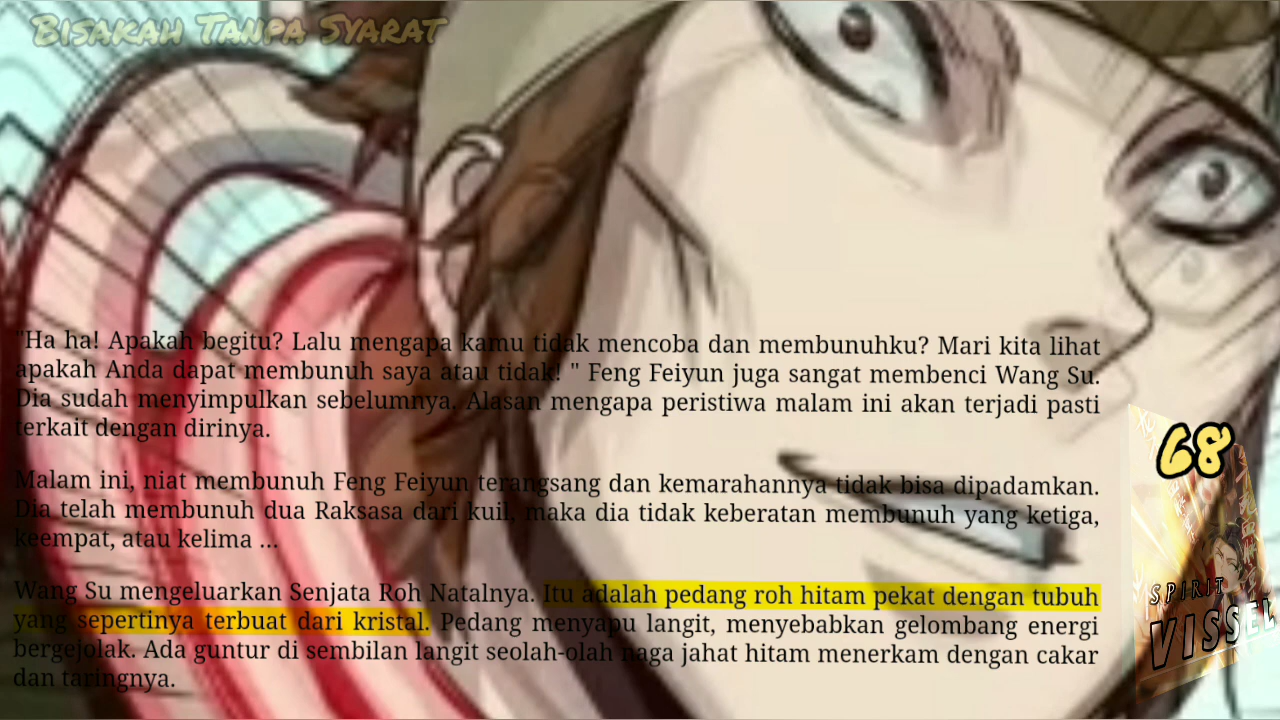 Bisakah Tanpa Syarat
"Ha ha! Apakah begitu? Lalu mengapa kamu tidak mencoba dan membunuhku? Mari kita lihat
apakah Anda dapat membunuh saya atau tidak! " Feng Feiyun juga sangat membenci Wang Su.
Dia sudah menyimpulkan sebelumnya. Alasan mengapa peristiwa malam ini akan terjadi pasti
terkait dengan dirinya.
Malam ini, niat membunuh Feng Feiyun terangsang dan kemarahannya tidak bisa dipadamkan.
Dia telah membunuh dua Raksasa dari kuil, maka dia tidak keberatan membunuh yang ketiga,
keempat, atau kelima ...
Wang Su mengeluarkan Senjata Roh Natalnya. Itu adalah pedang roh hitam pekat dengan tubuh
yang sepertinya terbuat dari kristal. Pedang menyapu langit, menyebabkan gelombang energi
bergejolak. Ada guntur di sembilan langit seolah-olah naga jahat hitam menerkam dengan cakar
dan taringnya.
68
SPIRIT
VISSEL